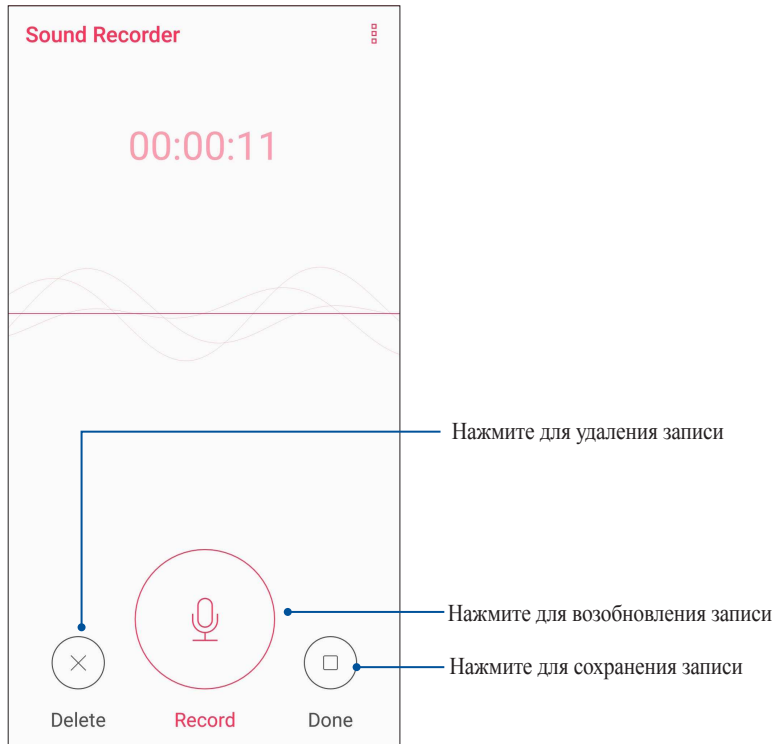 Sound Recorder
00:00:11
Нажмите для удаления записи
Нажмите для возобновления записи
Нажмите для сохранения записи
Delete Record Done